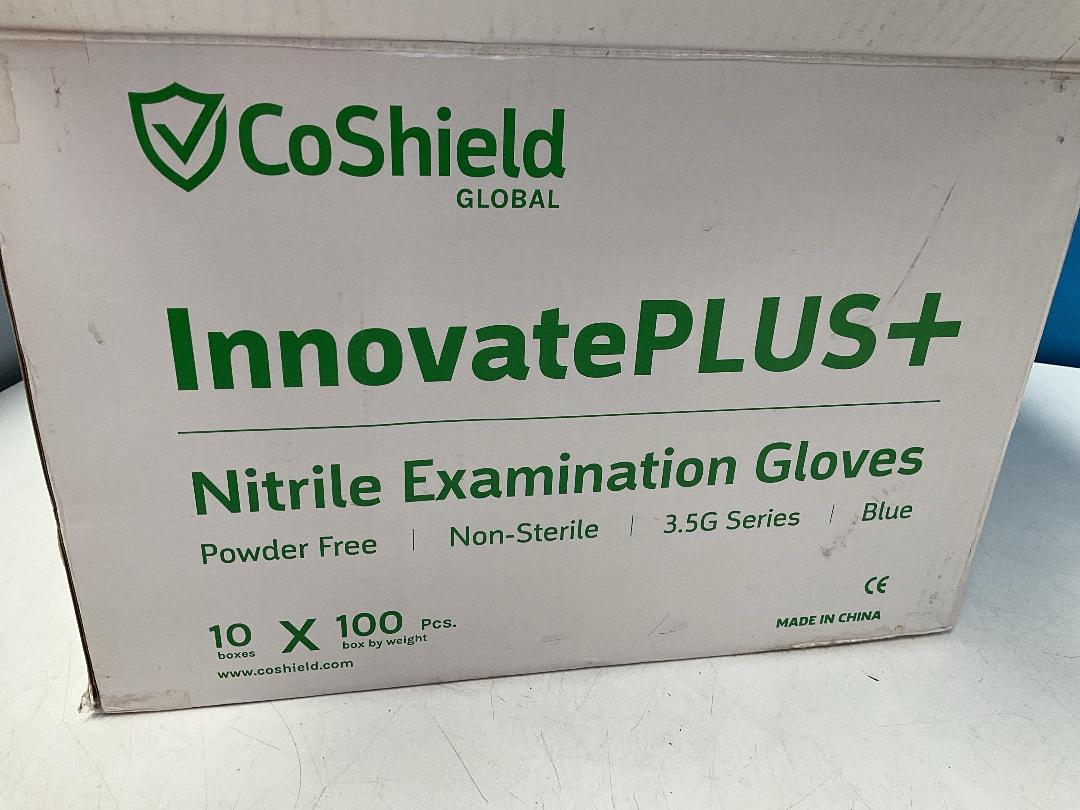 CoShield
GLOBAL
InnovatePLUS+
Nitrile Examination Gloves
Powder Free | Non-Sterile | 3.5G Series | Blue
CE
10 X 100 Pcs.
boxes box by weight
MADE IN CHINA
www.coshield.com